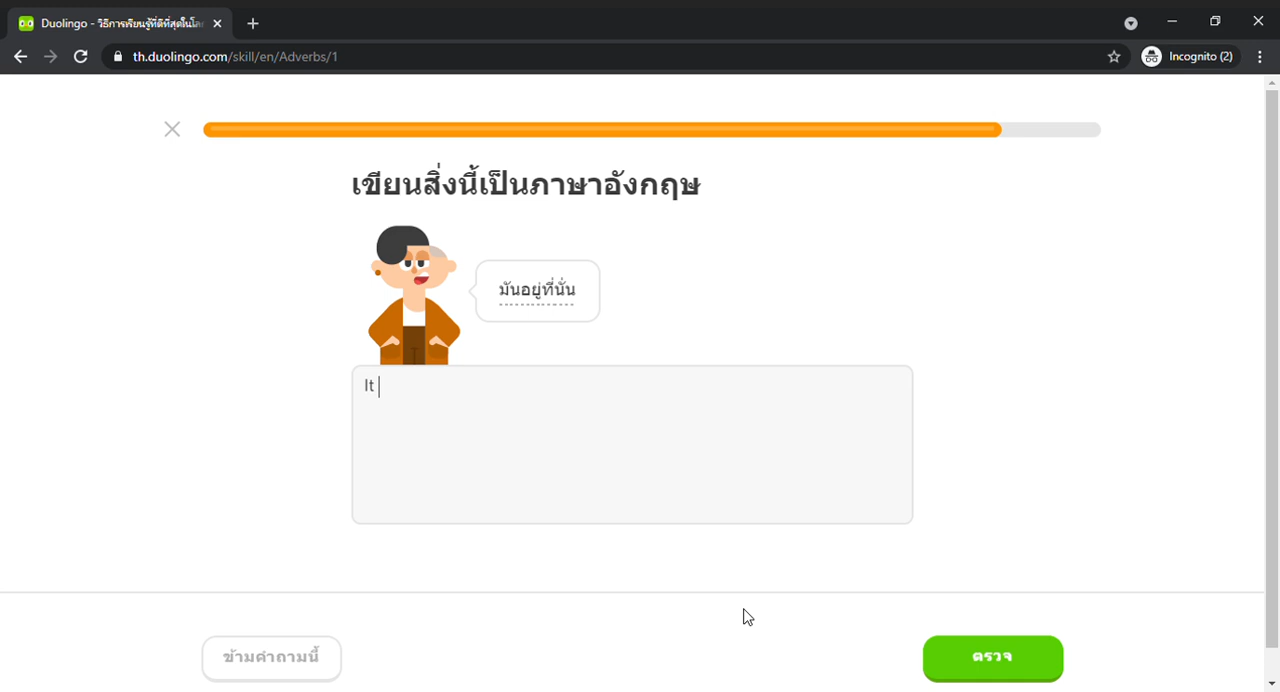 Duolingo - วิธีการเรียนรู้ที่ดีที่สุดในโล
th.duolingo.com/skill/en/Adverbs/1
Incognito (2)
เขียนสิ่งนี้เป็นภาษาอังกฤษ
มันอยู่ที่นั่น
It
ข้ามคำถามนี้
ตรวจ